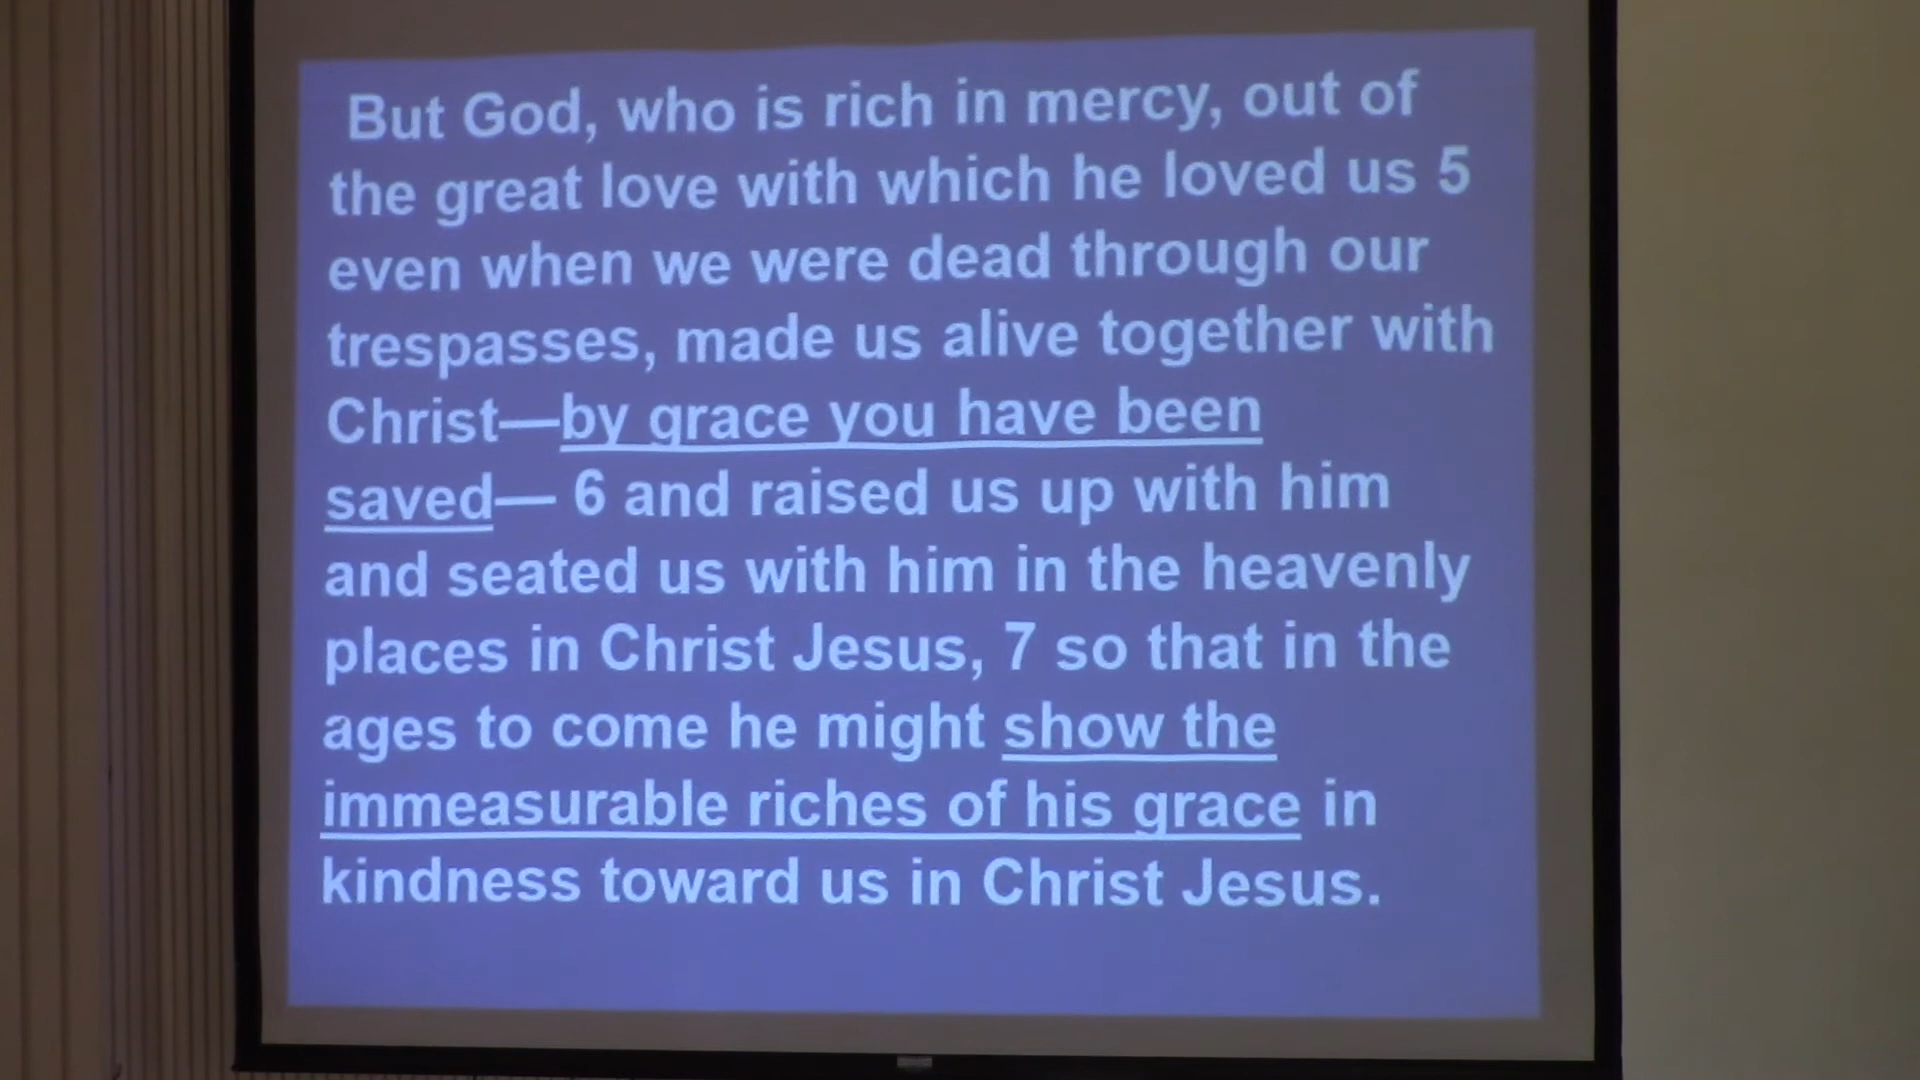 But God, who is rich in mercy, out of
the great love with which he loved us 5
even when we were dead through our
trespasses, made us alive together with
Christ—by grace you have been
saved— 6 and raised us up with him
and seated us with him in the heavenly
places in Christ Jesus, 7 so that in the
ages to come he might show the
immeasurable riches of his grace in
kindness toward us in Christ Jesus.